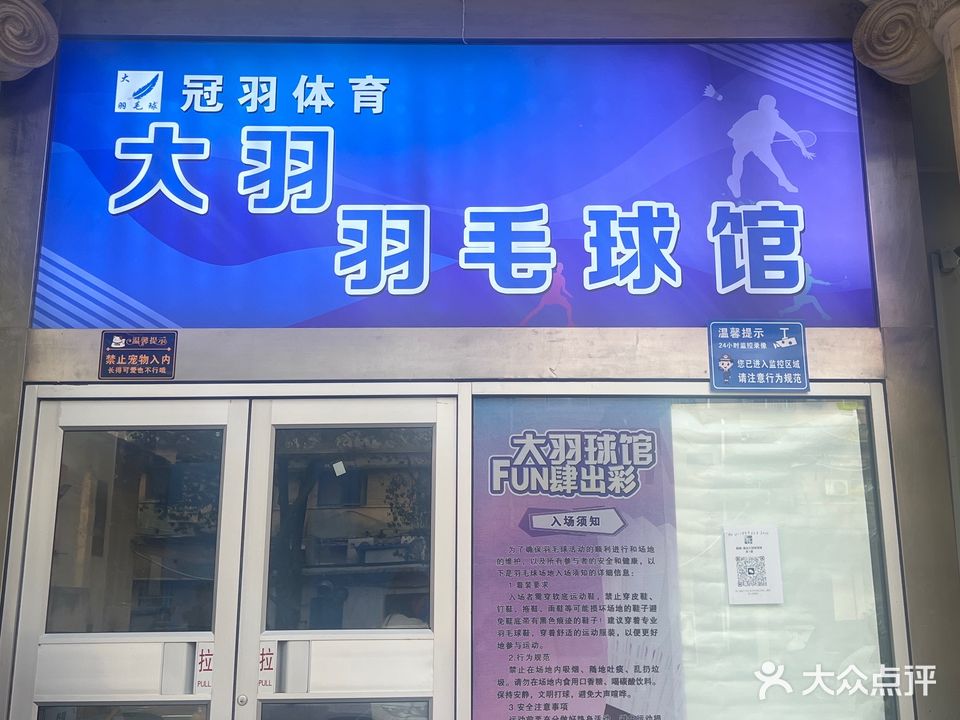 大
羽毛球
冠羽体育
大羽
羽毛球馆
温馨提示
禁止宠物入内
长得可爱也不行哦
温馨提示
24小时监控录像
您已进入监控区域
请注意行为规范
大羽球馆
FUN肆出彩
入场须知
为了确保羽毛球活动的顺利进行和场地
的维护，以及所有参与者的安全和健康，以
下是羽毛球场地入场须知的详细信息：
1.着装要求
入场者需穿软底运动鞋，禁止穿皮鞋、
钉鞋、拖鞋、雨鞋等可能损坏场地的鞋子避
免鞋底带有黑色痕迹的鞋子！建议穿着专业
羽毛球鞋，穿着舒适的运动服装，以便更好
地参与运动。
2.行为规范
禁止在场地内吸烟、随地吐痰、乱扔垃
圾。请勿在场地内食用口香糖、喝碳酸饮料。
保持安静，文明打球，避免大声喧哗。
3.安全注意事项
拉
PULL
拉
PULL
大众点评